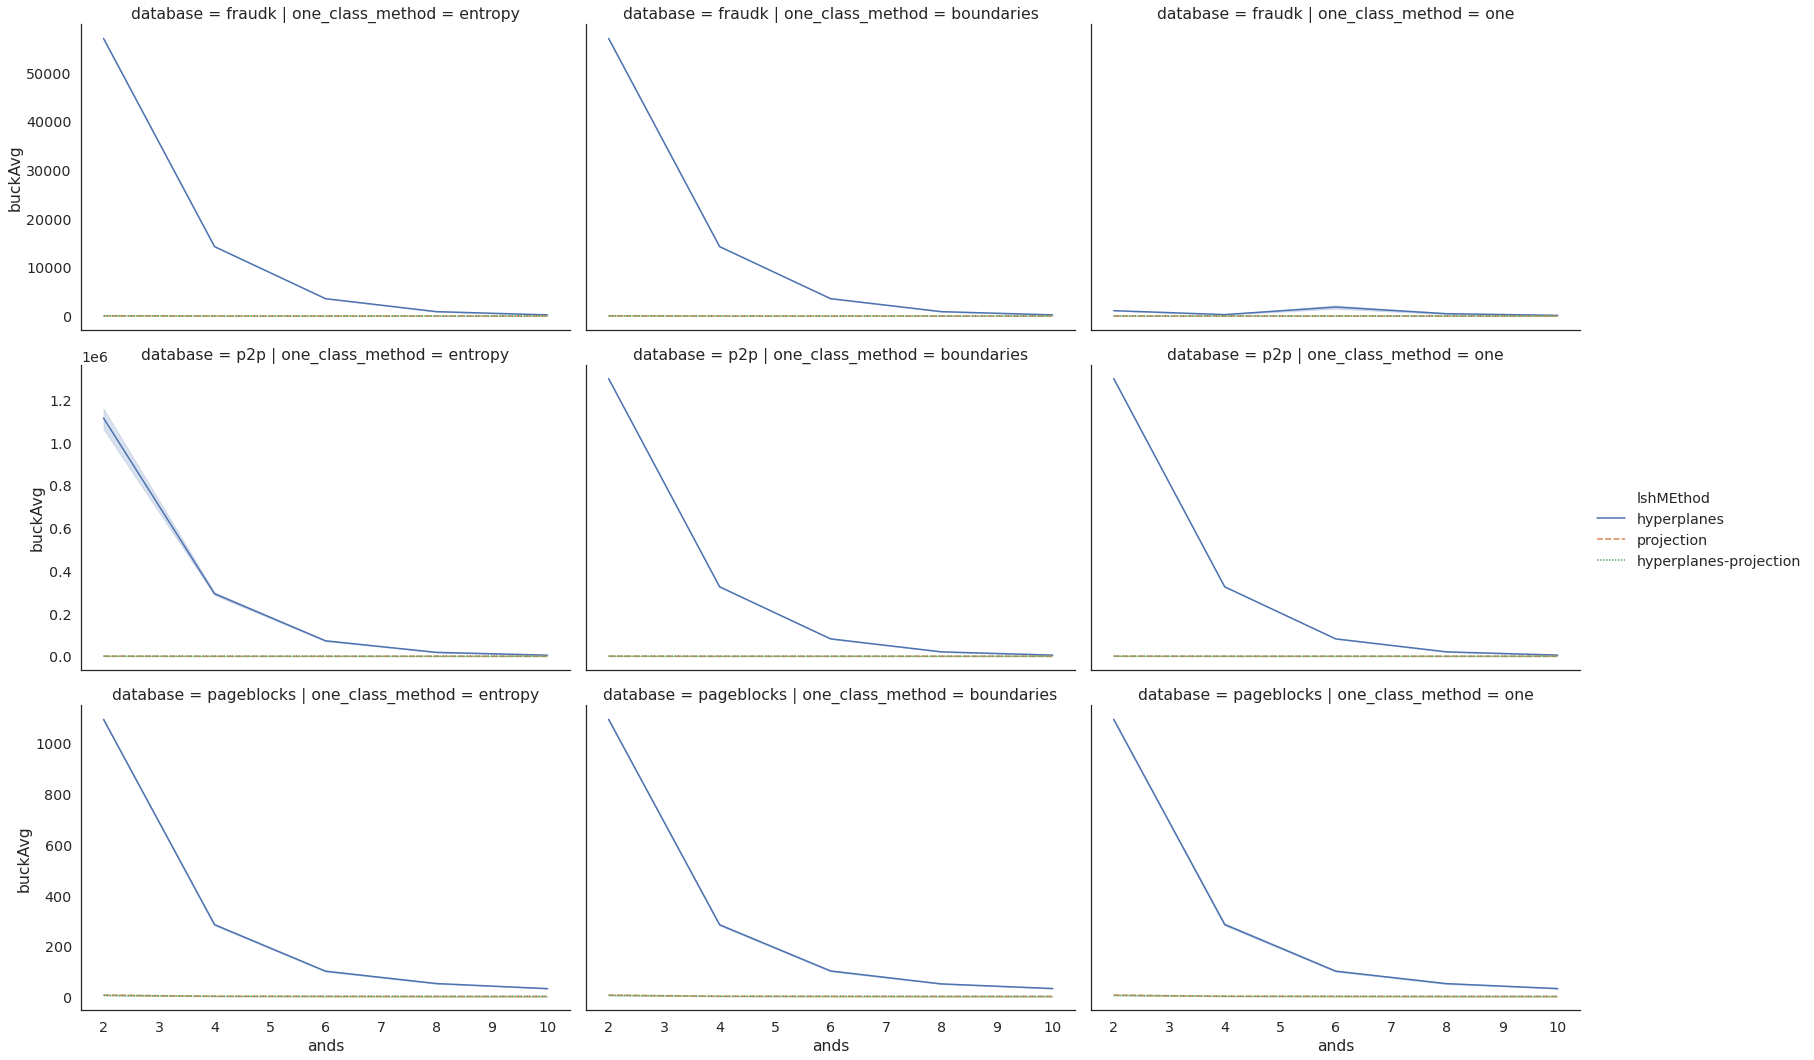 database = fraudk | one_class_method = entropy
database = fraudk | one_class_method = boundaries
database = fraudk | one_class_method = one
buckAvg
50000
40000
30000
20000
10000
0
1e6
database = p2p | one_class_method = entropy
database = p2p | one_class_method = boundaries
database = p2p | one_class_method = one
buckAvg
1.2
1.0
0.8
0.6
0.4
0.2
0.0
lshMEthod
hyperplanes
projection
hyperplanes-projection
database = pageblocks | one_class_method = entropy
database = pageblocks | one_class_method = boundaries
database = pageblocks | one_class_method = one
buckAvg
1000
800
600
400
200
0
2 3 4 5 6 7 8 9 10
2 3 4 5 6 7 8 9 10
2 3 4 5 6 7 8 9 10
ands
ands
ands